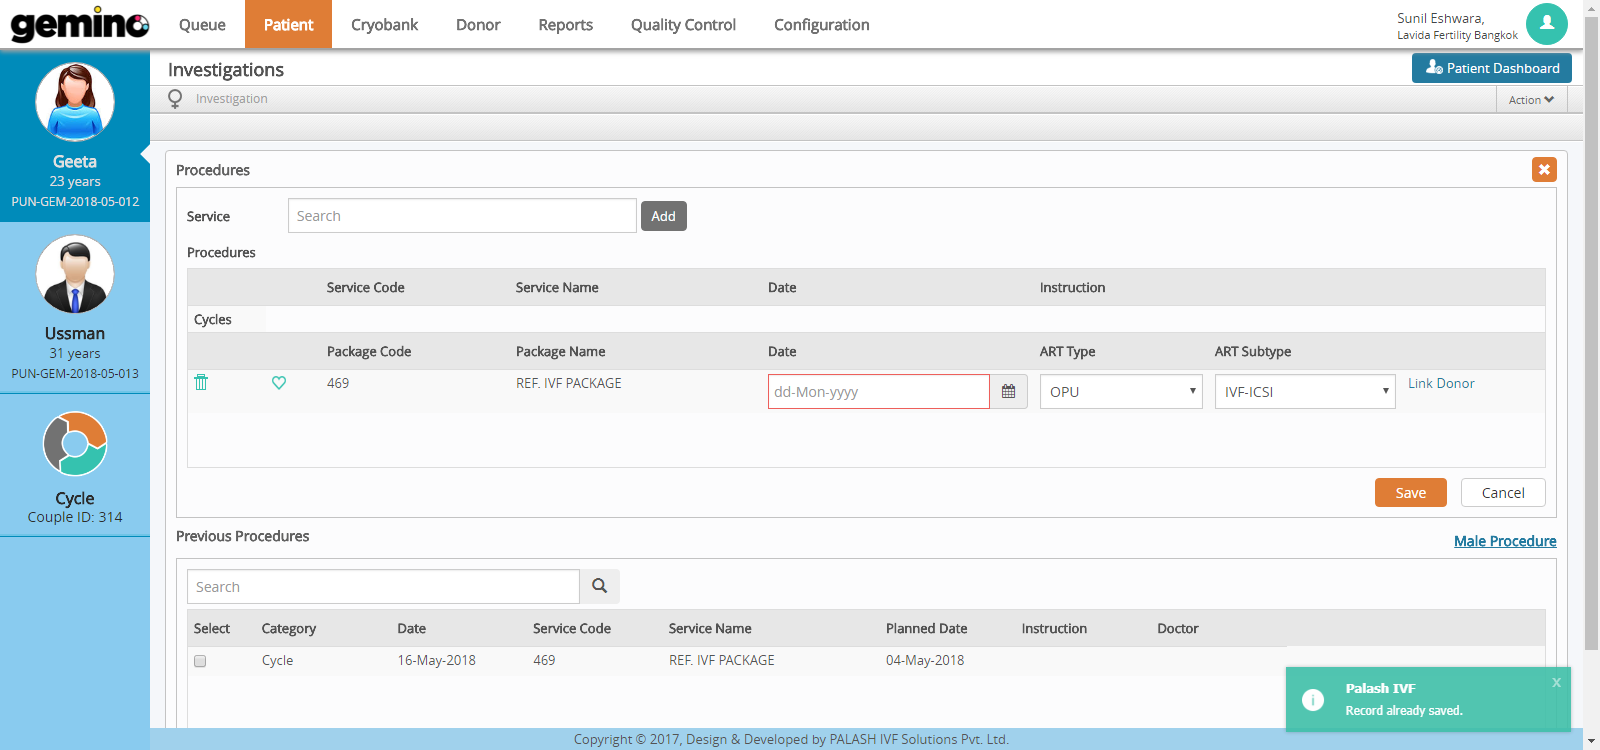 gemino
Queue Patient Cryobank Donor Reports Quality Control Configuration
Sunil Eshwara,
Lavida Fertility Bangkok
Geeta
23 years
PUN-GEM-2018-05-012
Ussman
31 years
PUN-GEM-2018-05-013
Cycle
Couple ID: 314
Investigations
Patient Dashboard
Investigation
Action
Procedures
Service Search Add
Procedures
Service Code Service Name Date Instruction
Cycles
Package Code Package Name Date ART Type ART Subtype
469 REF. IVF PACKAGE dd-Mon-yyyy OPU IVF-ICSI Link Donor
Save Cancel
Previous Procedures
Male Procedure
Search
Select Category Date Service Code Service Name Planned Date Instruction Doctor
Cycle 16-May-2018 469 REF. IVF PACKAGE 04-May-2018
Palash IVF x
Record already saved.
Copyright © 2017, Design & Developed by PALASH IVF Solutions Pvt. Ltd.